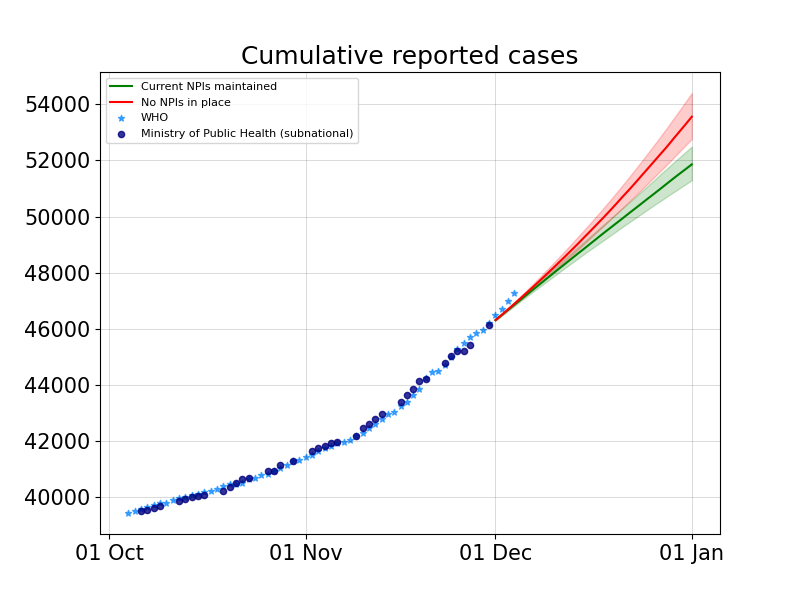 Cumulative reported cases
Current NPIs maintained
No NPIs in place
WHO
Ministry of Public Health (subnational)
54000
52000
50000
48000
46000
44000
42000
40000
01 Oct
01 Nov
01 Dec
01 Jan